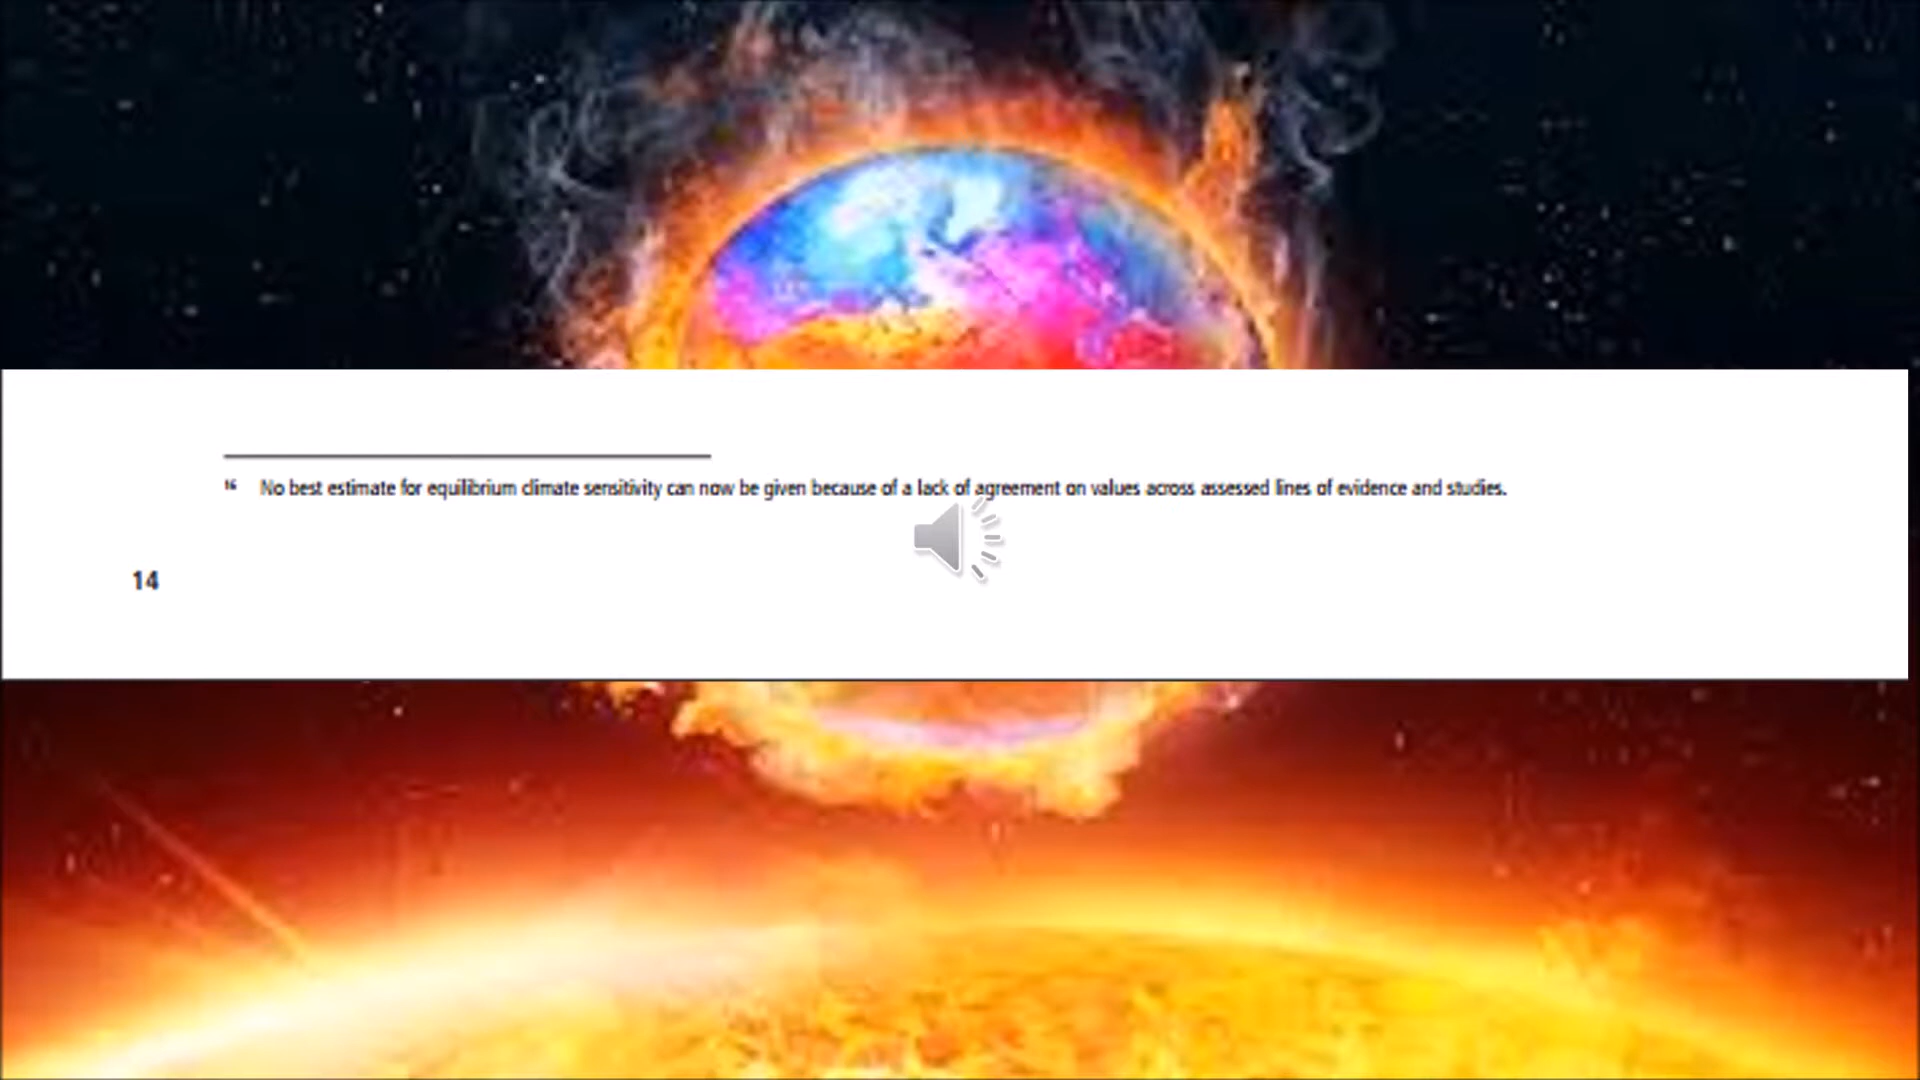 16 No best estimate for equilibrium climate sensitivity can now be given because of a lack of agreement on values across assessed lines of evidence and studies.
14